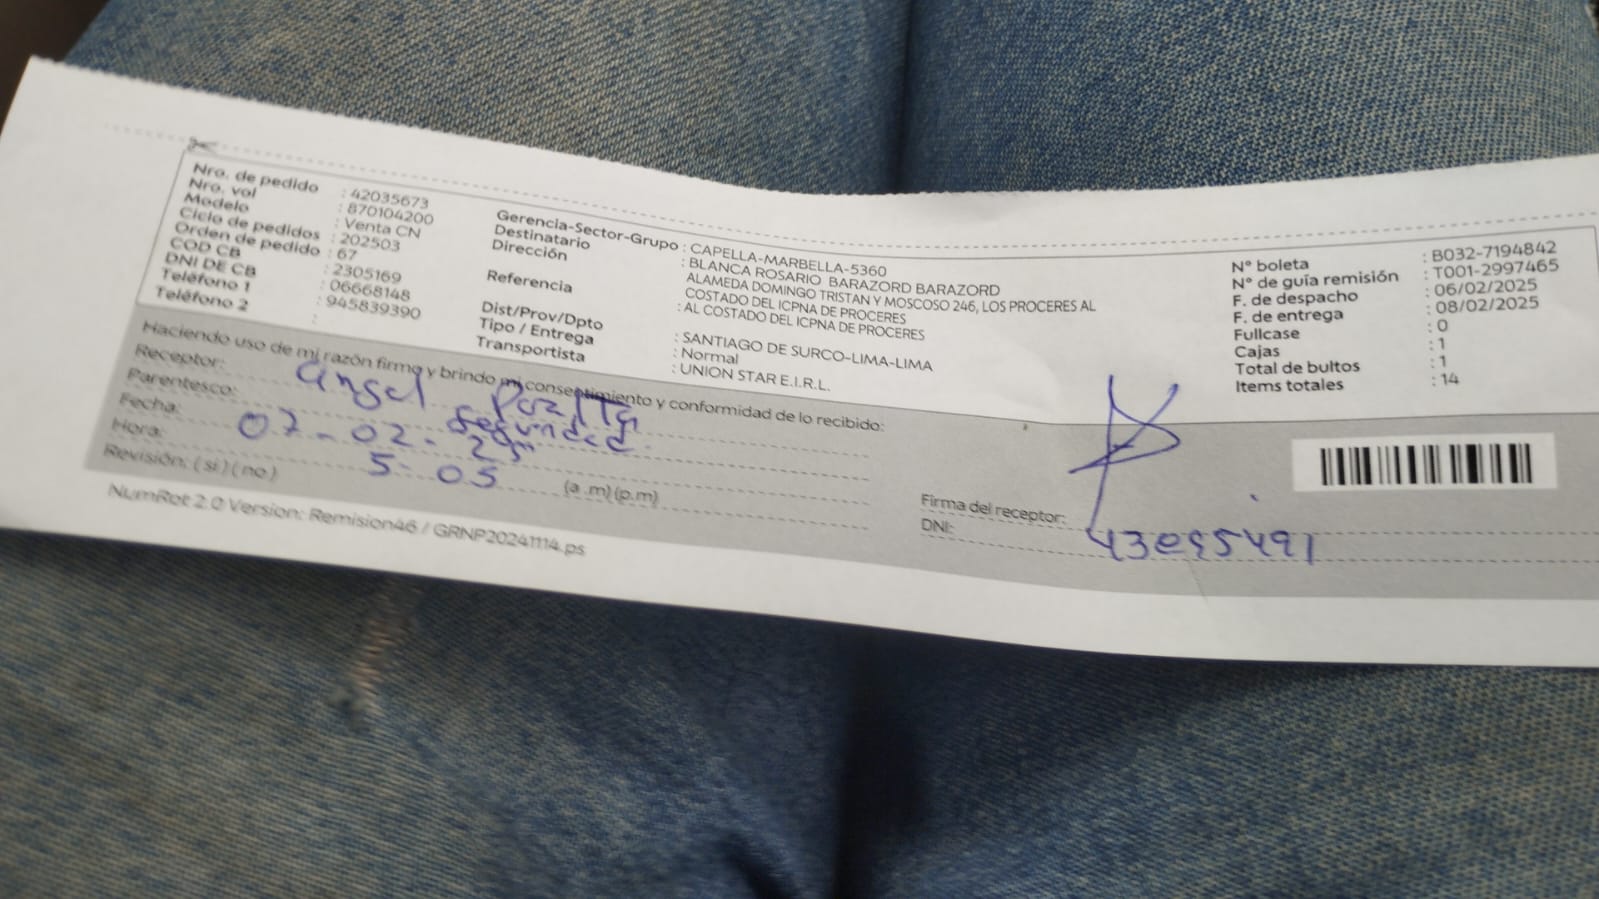 Nro. de pedido : 42035673
Nro. vol : 870104200
Modelo : Venta CN
Ciclo de pedidos : 202503
Orden de pedido : 67
COD CB : 2305169
DNI DE CB : 06668148
Teléfono 1 : 945839390
Teléfono 2 :
Gerencia-Sector-Grupo : CAPELLA-MARBELLA-5360
Destinatario : BLANCA ROSARIO BARAZORD BARAZORD
Dirección ALAMEDA DOMINGO TRISTAN Y MOSCOSO 246, LOS PROCERES AL
COSTADO DEL ICPNA DE PROCERES
Referencia : AL COSTADO DEL ICPNA DE PROCERES
Dist/Prov/Dpto : SANTIAGO DE SURCO-LIMA-LIMA
Tipo / Entrega : Normal
Transportista : UNION STAR E.I.R.L.
N° boleta : B032-7194842
N° de guía remisión : T001-2997465
F. de despacho : 06/02/2025
F. de entrega : 08/02/2025
Fullcase : 0
Cajas : 1
Total de bultos : 1
Items totales : 14
Haciendo uso de mi razón firmo y brindo mi consentimiento y conformidad de lo recibido:
Receptor: angel
Parentesco: seguridad
Fecha: 07-02-25
Hora: 5-05 (a .m) (p.m)
Revisión: ( si ) ( no )
Firma del receptor:
DNI:
NumRot 2.0 Version: Remision46 / GRNP20241114.ps